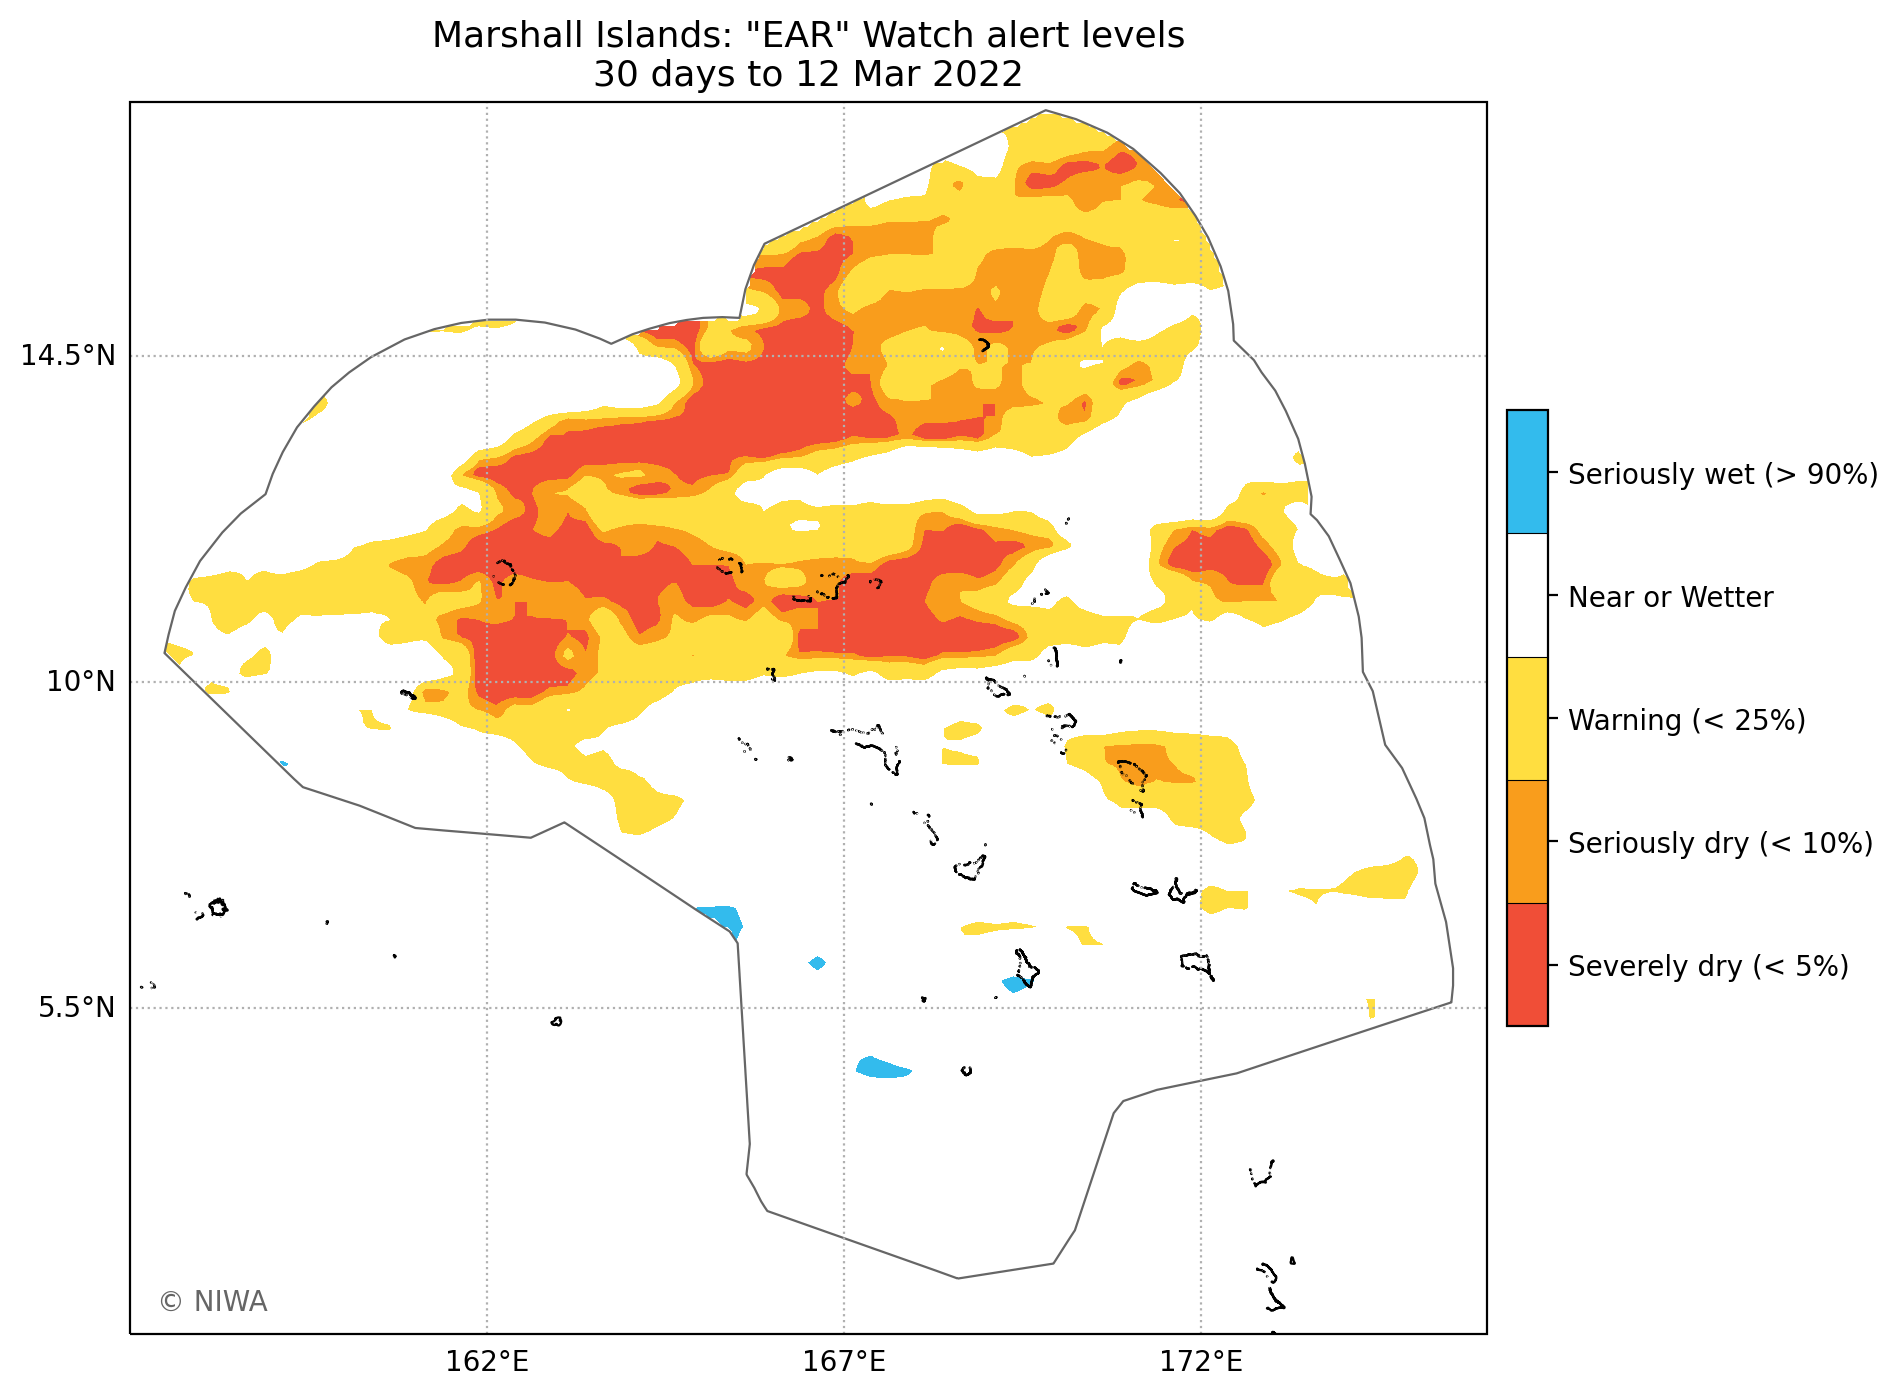 Marshall Islands: "EAR" Watch alert levels
30 days to 12 Mar 2022
14.5°N
10°N
5.5°N
162°E
167°E
172°E
© NIWA
Seriously wet (> 90%)
Near or Wetter
Warning (< 25%)
Seriously dry (< 10%)
Severely dry (< 5%)